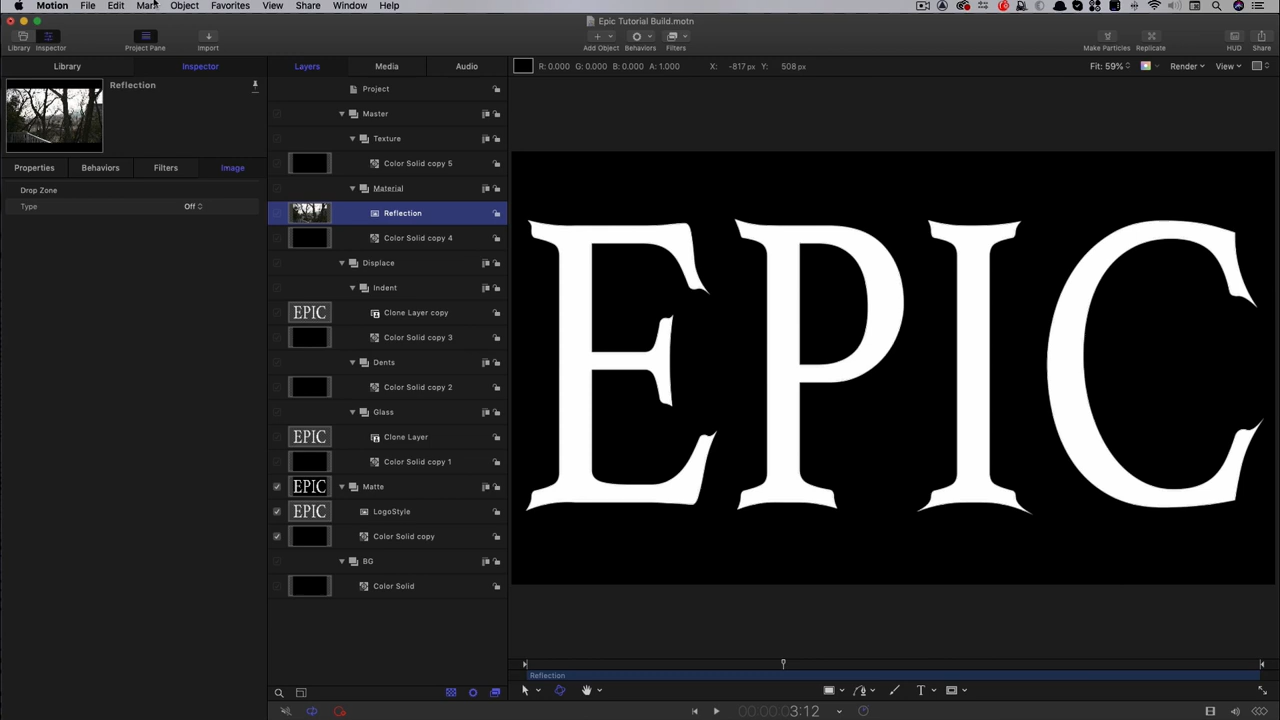 Motion File Edit Mark Object Favorites View Share Window Help
Epic Tutorial Build.motn
Library Inspector Project Pane Import Add Object Behaviors Filters Make Particles Replicate HUD Share
Library Inspector Layers Media Audio R: 0.000 G: 0.000 B: 0.000 A: 1.000 X: -817 px Y: 508 px Fit: 59% Render View
Reflection
Project
Master
Texture
Color Solid copy 5
Properties Behaviors Filters Image
Drop Zone
Material
Type Off
Reflection
Color Solid copy 4
Displace
Indent
EPIC Clone Layer copy
Color Solid copy 3
Dents
Color Solid copy 2
Glass
EPIC Clone Layer
Color Solid copy 1
EPIC Matte
EPIC LogoStyle
Color Solid copy
BG
Color Solid
EPIC
Reflection
T
3:12